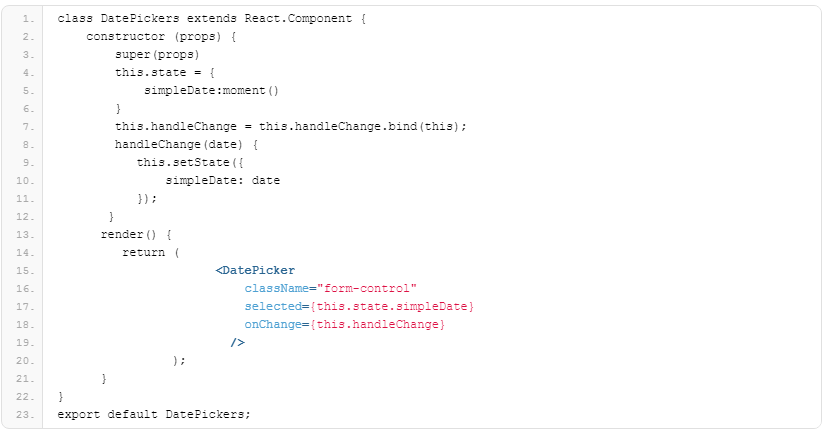 1. class DatePickers extends React.Component {
2. constructor (props) {
3. super(props)
4. this.state = {
5. simpleDate:moment()
6. }
7. this.handleChange = this.handleChange.bind(this);
8. handleChange(date) {
9. this.setState({
10. simpleDate: date
11. });
12. }
13. render() {
14. return (
15. <DatePicker
16. className="form-control"
17. selected={this.state.simpleDate}
18. onChange={this.handleChange}
19. />
20. );
21. }
22. }
23. export default DatePickers;